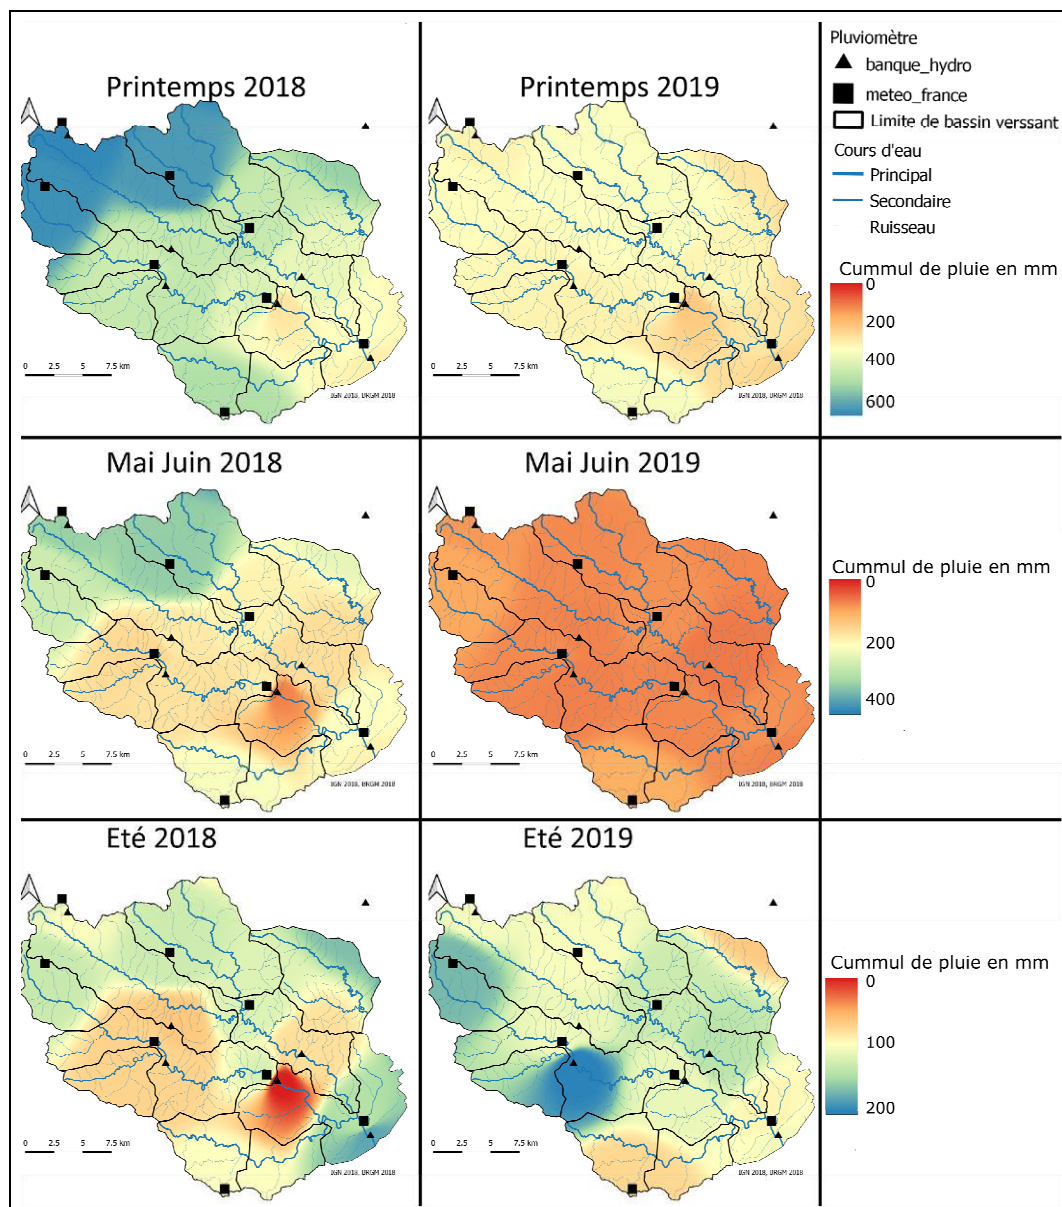 Printemps 2018
0 2.5 5 7.5 km
IGN 2018, BRGM 2018
Printemps 2019
0 2.5 5 7.5 km
IGN 2018, BRGM 2018
Pluviomètre
banque_hydro
meteo_france
Limite de bassin verssant
Cours d'eau
Principal
Secondaire
Ruisseau
Cummul de pluie en mm
0
200
400
600
Mai Juin 2018
0 2.5 5 7.5 km
IGN 2018, BRGM 2018
Mai Juin 2019
0 2.5 5 7.5 km
IGN 2018, BRGM 2018
Cummul de pluie en mm
0
200
400
Eté 2018
0 2.5 5 7.5 km
IGN 2018, BRGM 2018
Eté 2019
0 2.5 5 7.5 km
IGN 2018, BRGM 2018
Cummul de pluie en mm
0
100
200